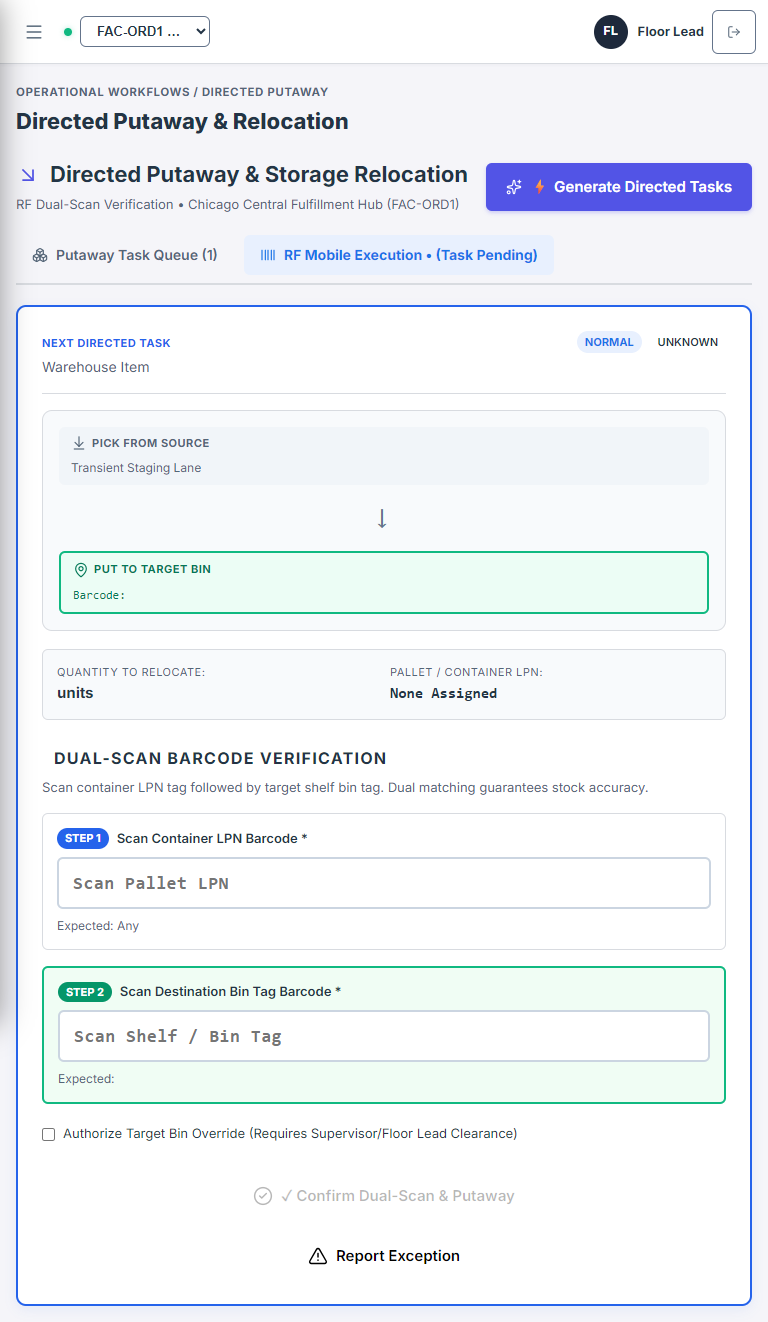 FAC-ORD1 ...
FL Floor Lead
OPERATIONAL WORKFLOWS / DIRECTED PUTAWAY
Directed Putaway & Relocation
Directed Putaway & Storage Relocation
RF Dual-Scan Verification • Chicago Central Fulfillment Hub (FAC-ORD1)
Generate Directed Tasks
Putaway Task Queue (1)
RF Mobile Execution • (Task Pending)
NEXT DIRECTED TASK
NORMAL
UNKNOWN
Warehouse Item
PICK FROM SOURCE
Transient Staging Lane
PUT TO TARGET BIN
Barcode:
QUANTITY TO RELOCATE:
units
PALLET / CONTAINER LPN:
None Assigned
DUAL-SCAN BARCODE VERIFICATION
Scan container LPN tag followed by target shelf bin tag. Dual matching guarantees stock accuracy.
STEP 1 Scan Container LPN Barcode *
Scan Pallet LPN
Expected: Any
STEP 2 Scan Destination Bin Tag Barcode *
Scan Shelf / Bin Tag
Expected:
Authorize Target Bin Override (Requires Supervisor/Floor Lead Clearance)
✓ Confirm Dual-Scan & Putaway
Report Exception